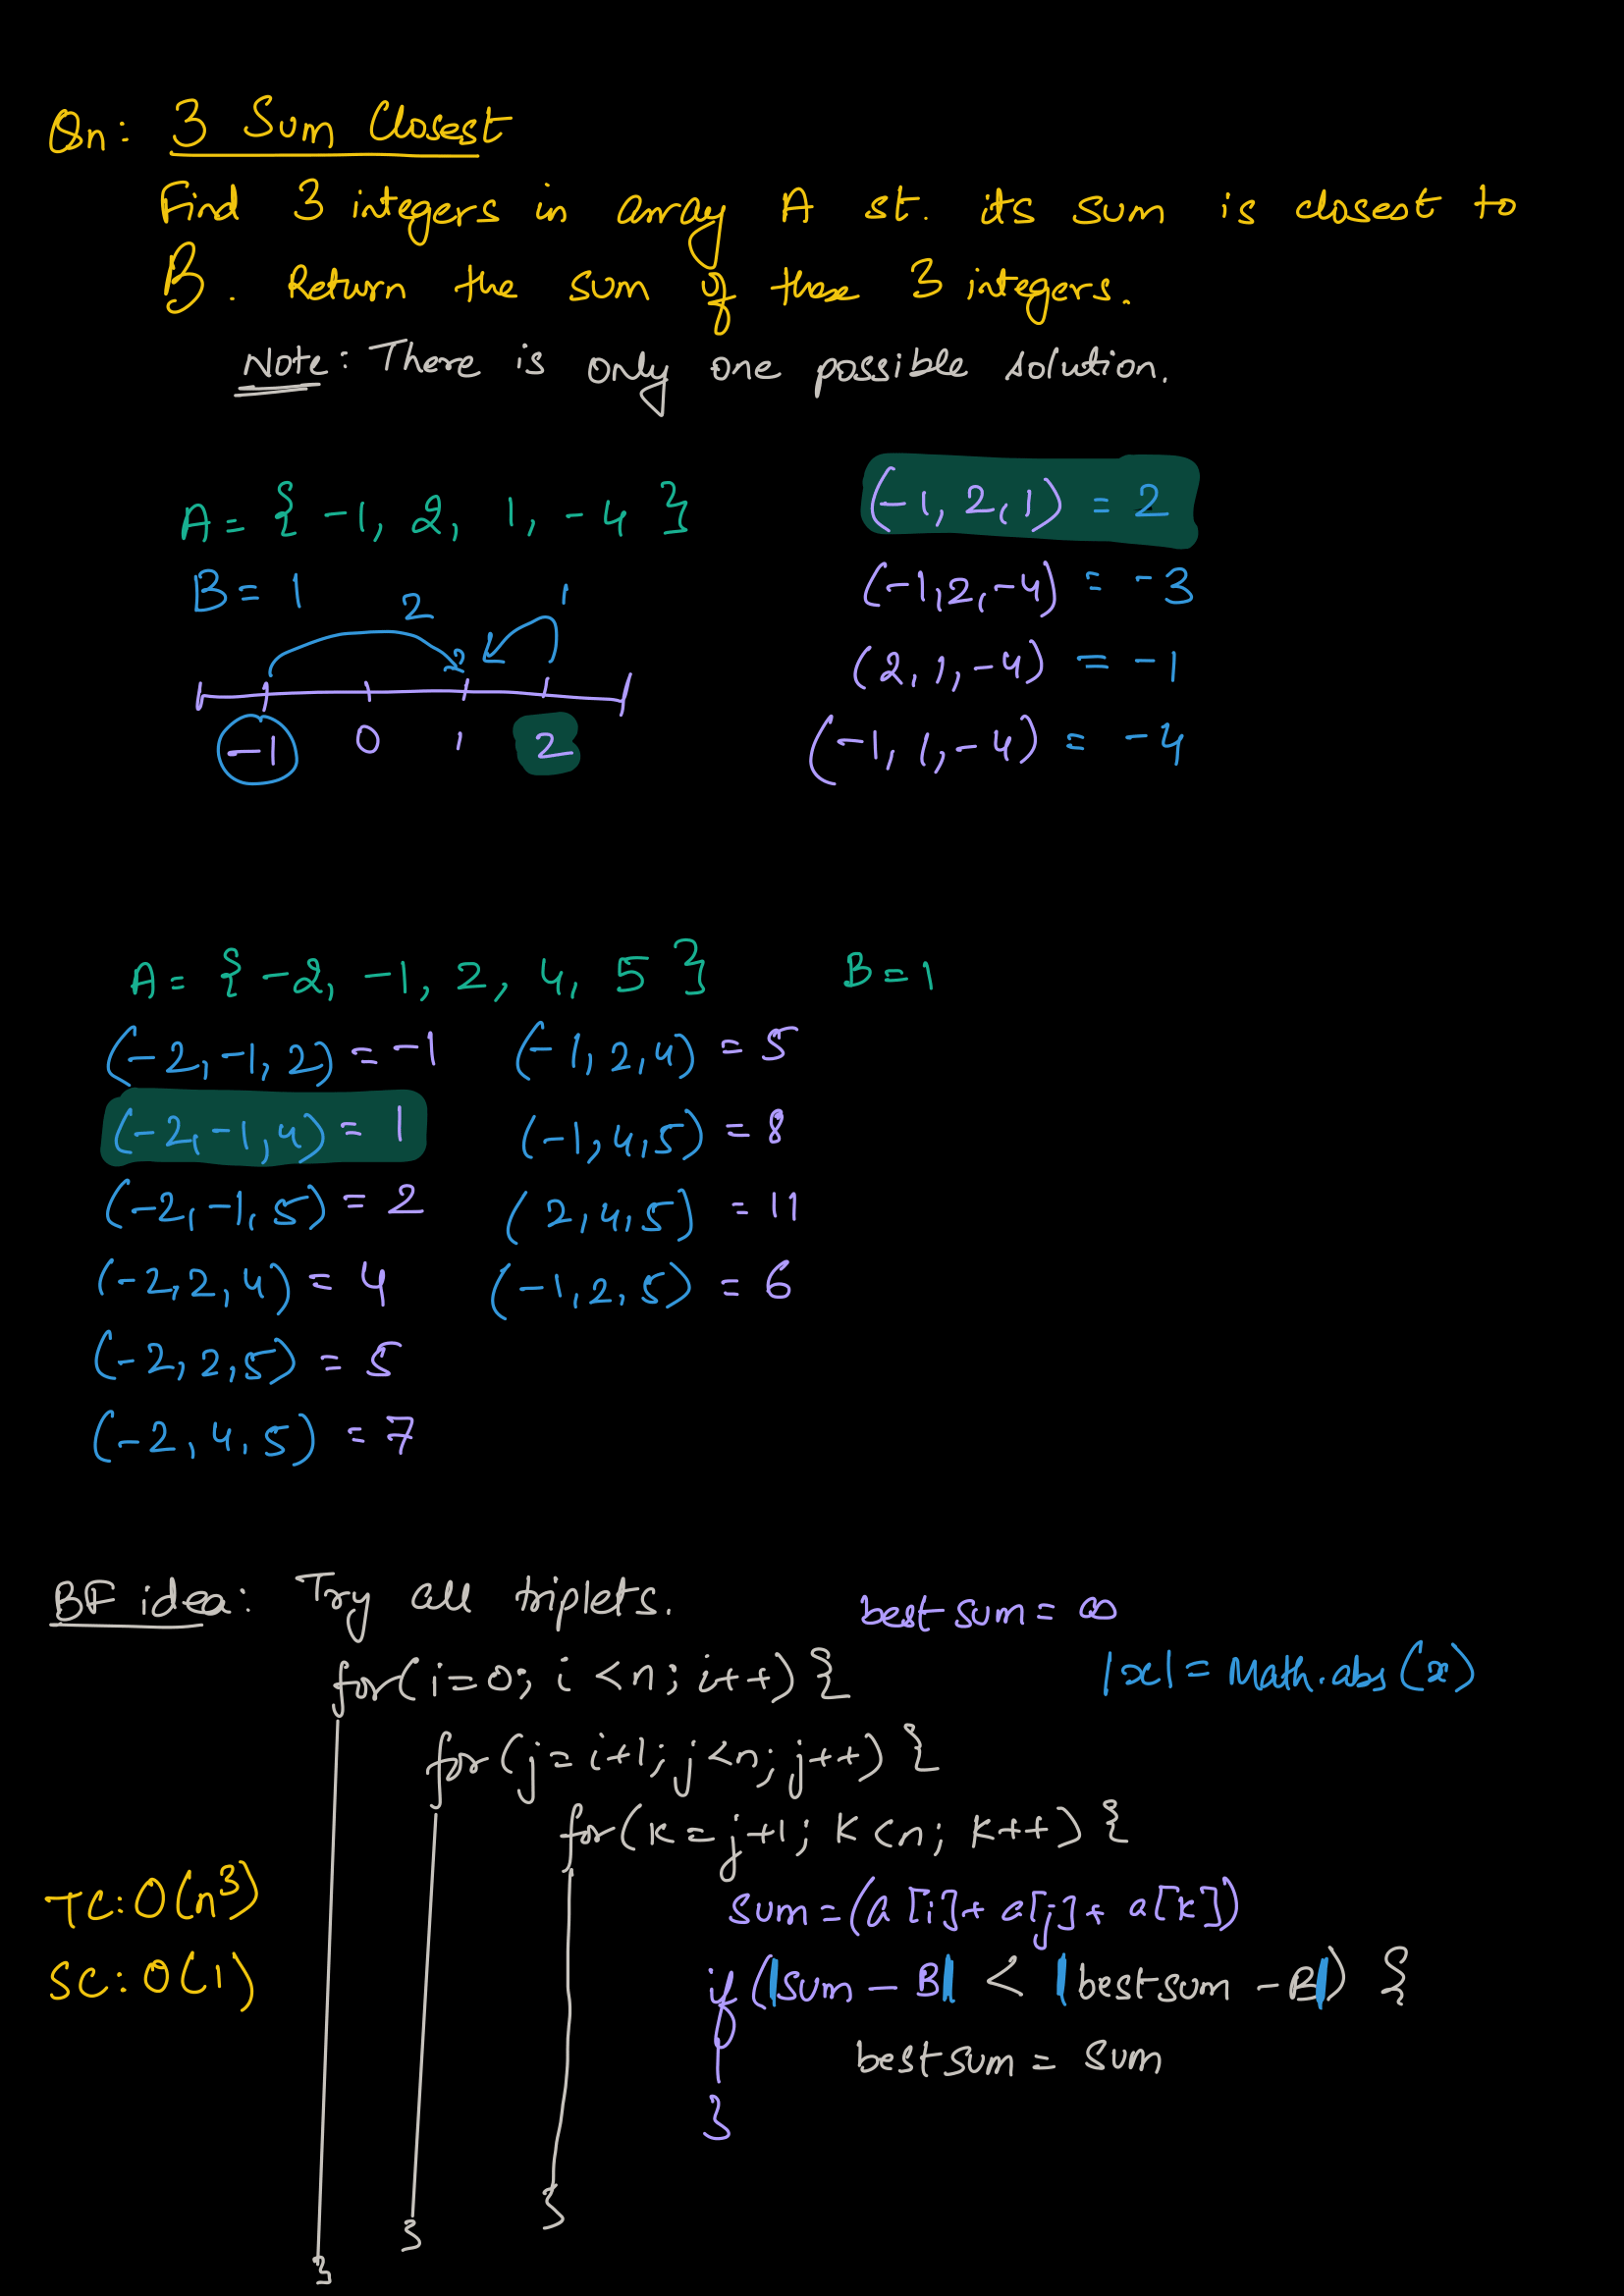 Qn: 3 Sum Closest
Find 3 integers in array A st. its sum is closest to
B. Return the sum of these 3 integers.
Note: There is only one possible solution.
A = { -1, 2, 1, -4 }
B = 1
2 1
2
-1 0 1 2
(-1, 2, 1) = 2
(-1, 2, -4) = -3
(2, 1, -4) = -1
(-1, 1, -4) = -4
A = { -2, -1, 2, 4, 5 } B = 1
(-2, -1, 2) = -1
(-2, -1, 4) = 1
(-2, -1, 5) = 2
(-2, 2, 4) = 4
(-2, 2, 5) = 5
(-2, 4, 5) = 7
(-1, 2, 4) = 5
(-1, 4, 5) = 8
(2, 4, 5) = 11
(-1, 2, 5) = 6
BF idea: Try all triplets.
best sum = ∞
|x| = Math.abs(x)
for(i=0; i<n; i++) {
for(j=i+1; j<n; j++) {
for(k=j+1; k<n; k++) {
sum = (a[i] + a[j] + a[k])
if (|sum - B| < |bestsum - B|) {
bestsum = sum
}
}
}
}
TC: O(n³)
SC: O(1)